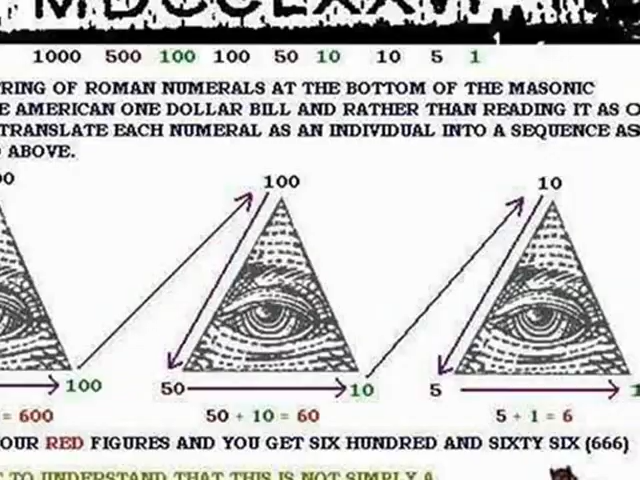 MDCCLXXVI
1000 500 100 100 50 10 10 5 1
RING OF ROMAN NUMERALS AT THE BOTTOM OF THE MASONIC
E AMERICAN ONE DOLLAR BILL AND RATHER THAN READING IT AS O
TRANSLATE EACH NUMERAL AS AN INDIVIDUAL INTO A SEQUENCE AS
ABOVE.
00 100 10
100 50 10 5 1
= 600 50 + 10 = 60 5 + 1 = 6
OUR RED FIGURES AND YOU GET SIX HUNDRED AND SIXTY SIX (666)
TO UNDERSTAND THAT THIS IS NOT SIMPLY A